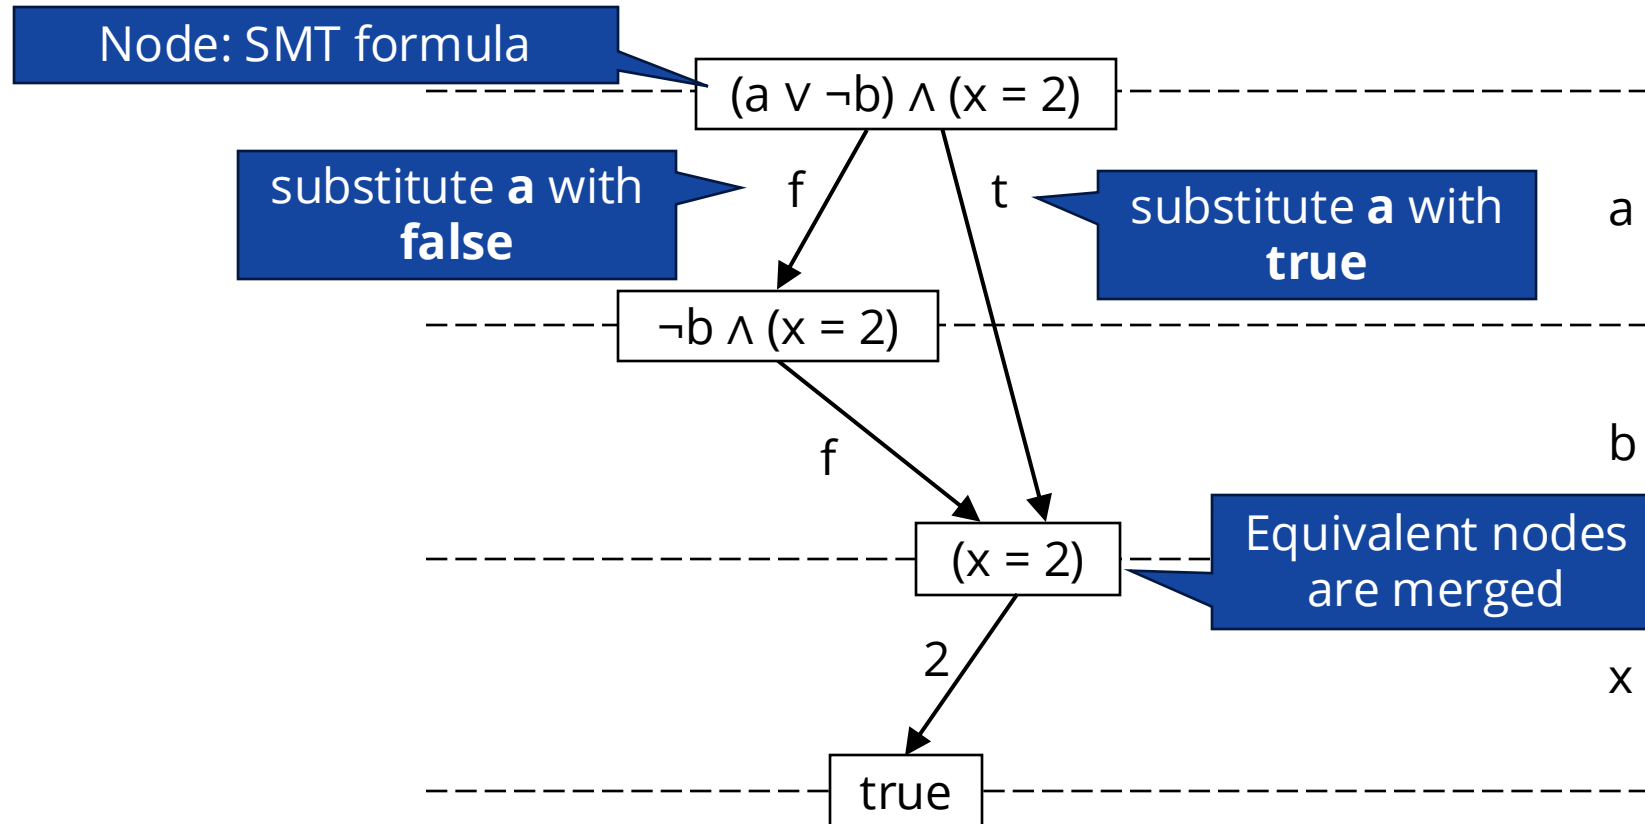 Node: SMT formula
(a ∨ ¬b) ∧ (x = 2)
substitute a with
false
f
t
substitute a with
true
a
¬b ∧ (x = 2)
f
b
(x = 2)
Equivalent nodes
are merged
2
x
true